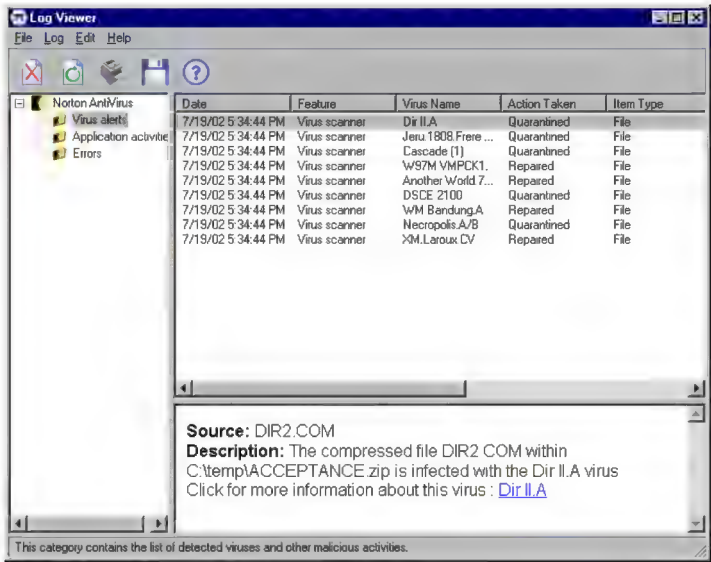 Log Viewer
File Log Edit Help
Norton AntiVirus
Virus alerts
Application activitie
Errors
Date Feature Virus Name Action Taken Item Type
7/19/02 5:34:44 PM Virus scanner Dir II.A Quarantined File
7/19/02 5:34:44 PM Virus scanner Jeru.1808.Frere ... Quarantined File
7/19/02 5:34:44 PM Virus scanner Cascade (1) Quarantined File
7/19/02 5:34:44 PM Virus scanner W97M VMPCK1. Repaired File
7/19/02 5:34:44 PM Virus scanner Another World 7... Quarantined File
7/19/02 5:34:44 PM Virus scanner DSCE 2100 Quarantined File
7/19/02 5:34:44 PM Virus scanner WM Bandung.A Repaired File
7/19/02 5:34:44 PM Virus scanner Necropolis.A/B Quarantined File
7/19/02 5:34:44 PM Virus scanner XM.Laroux CV Repaired File
Source: DIR2.COM
Description: The compressed file DIR2 COM within
C:\temp\ACCEPTANCE.zip is infected with the Dir II.A virus
Click for more information about this virus : Dir II.A
This category contains the list of detected viruses and other malicious activities.